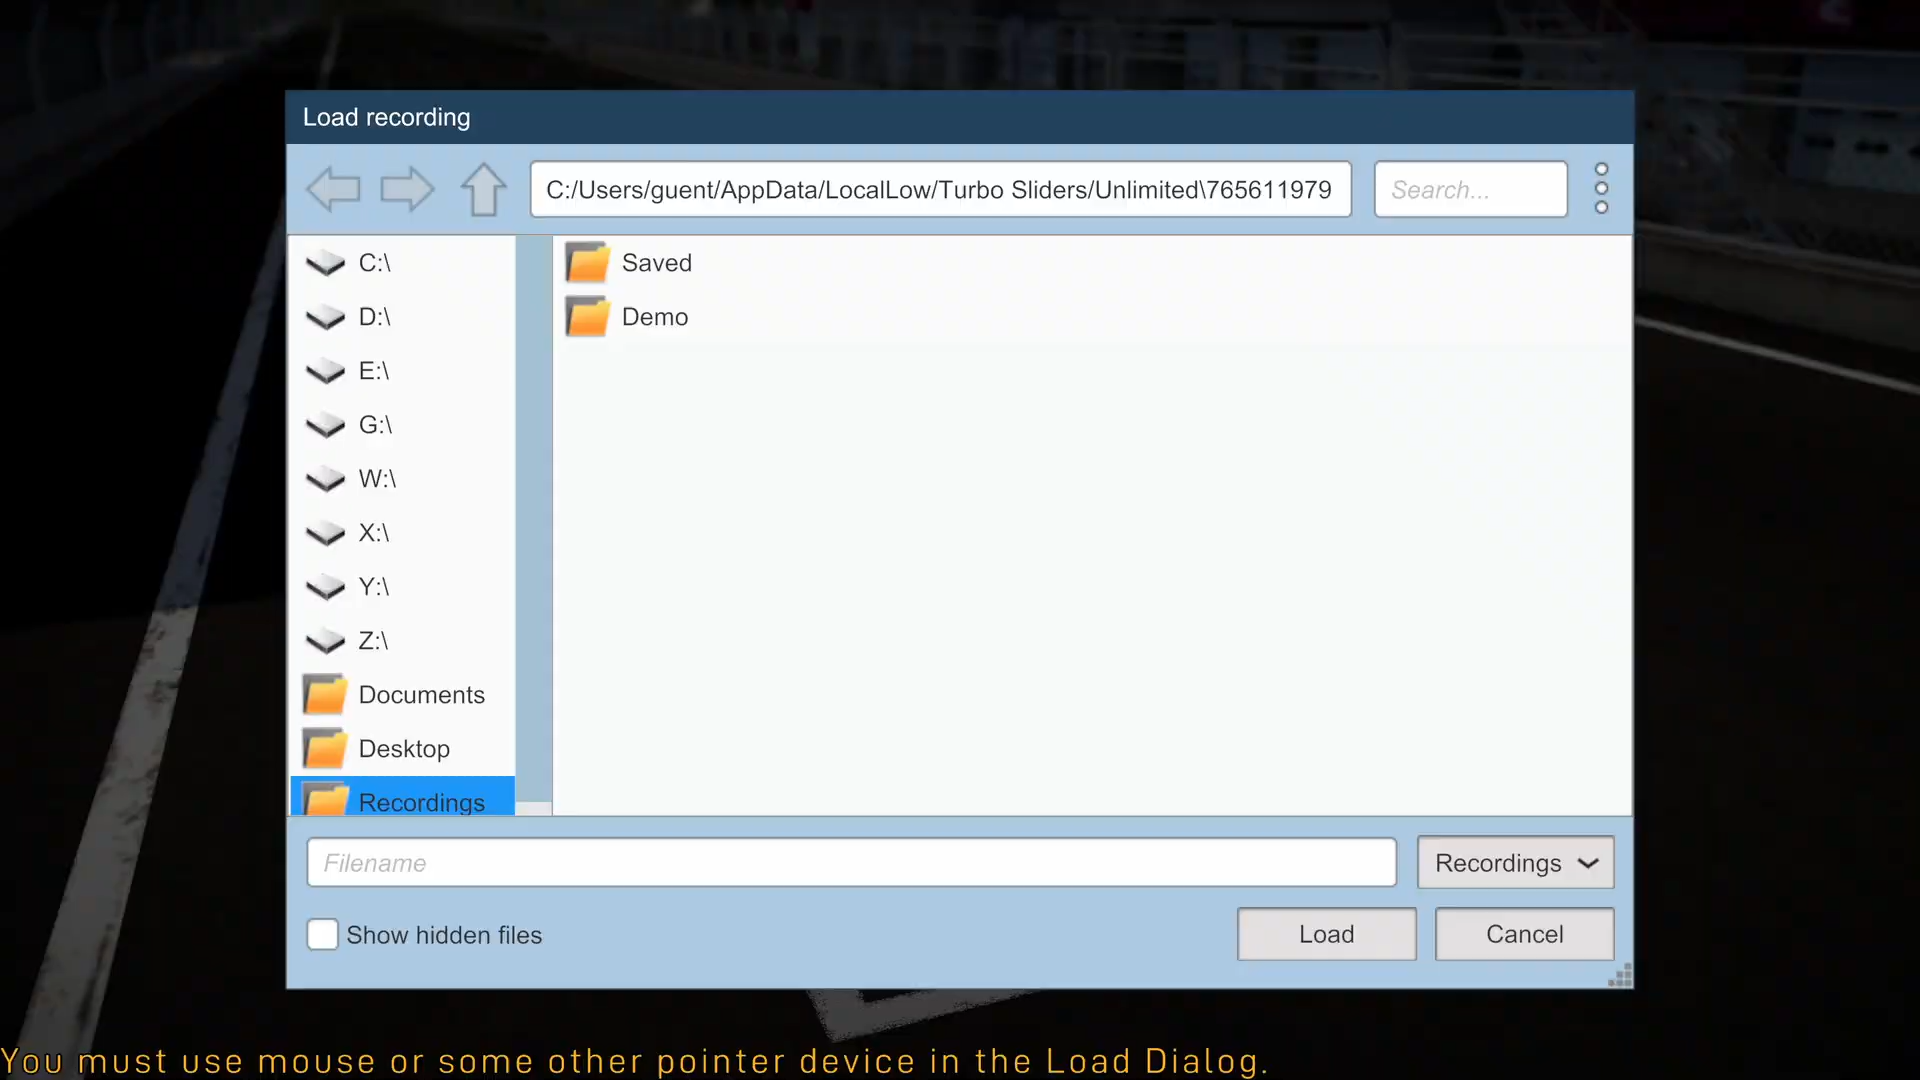 Load recording
C:/Users/guent/AppData/LocalLow/Turbo Sliders/Unlimited\765611979
Search...
C:\
D:\
E:\
G:\
W:\
X:\
Y:\
Z:\
Documents
Desktop
Recordings
Saved
Demo
Filename
Recordings
Show hidden files
Load
Cancel
You must use mouse or some other pointer device in the Load Dialog.